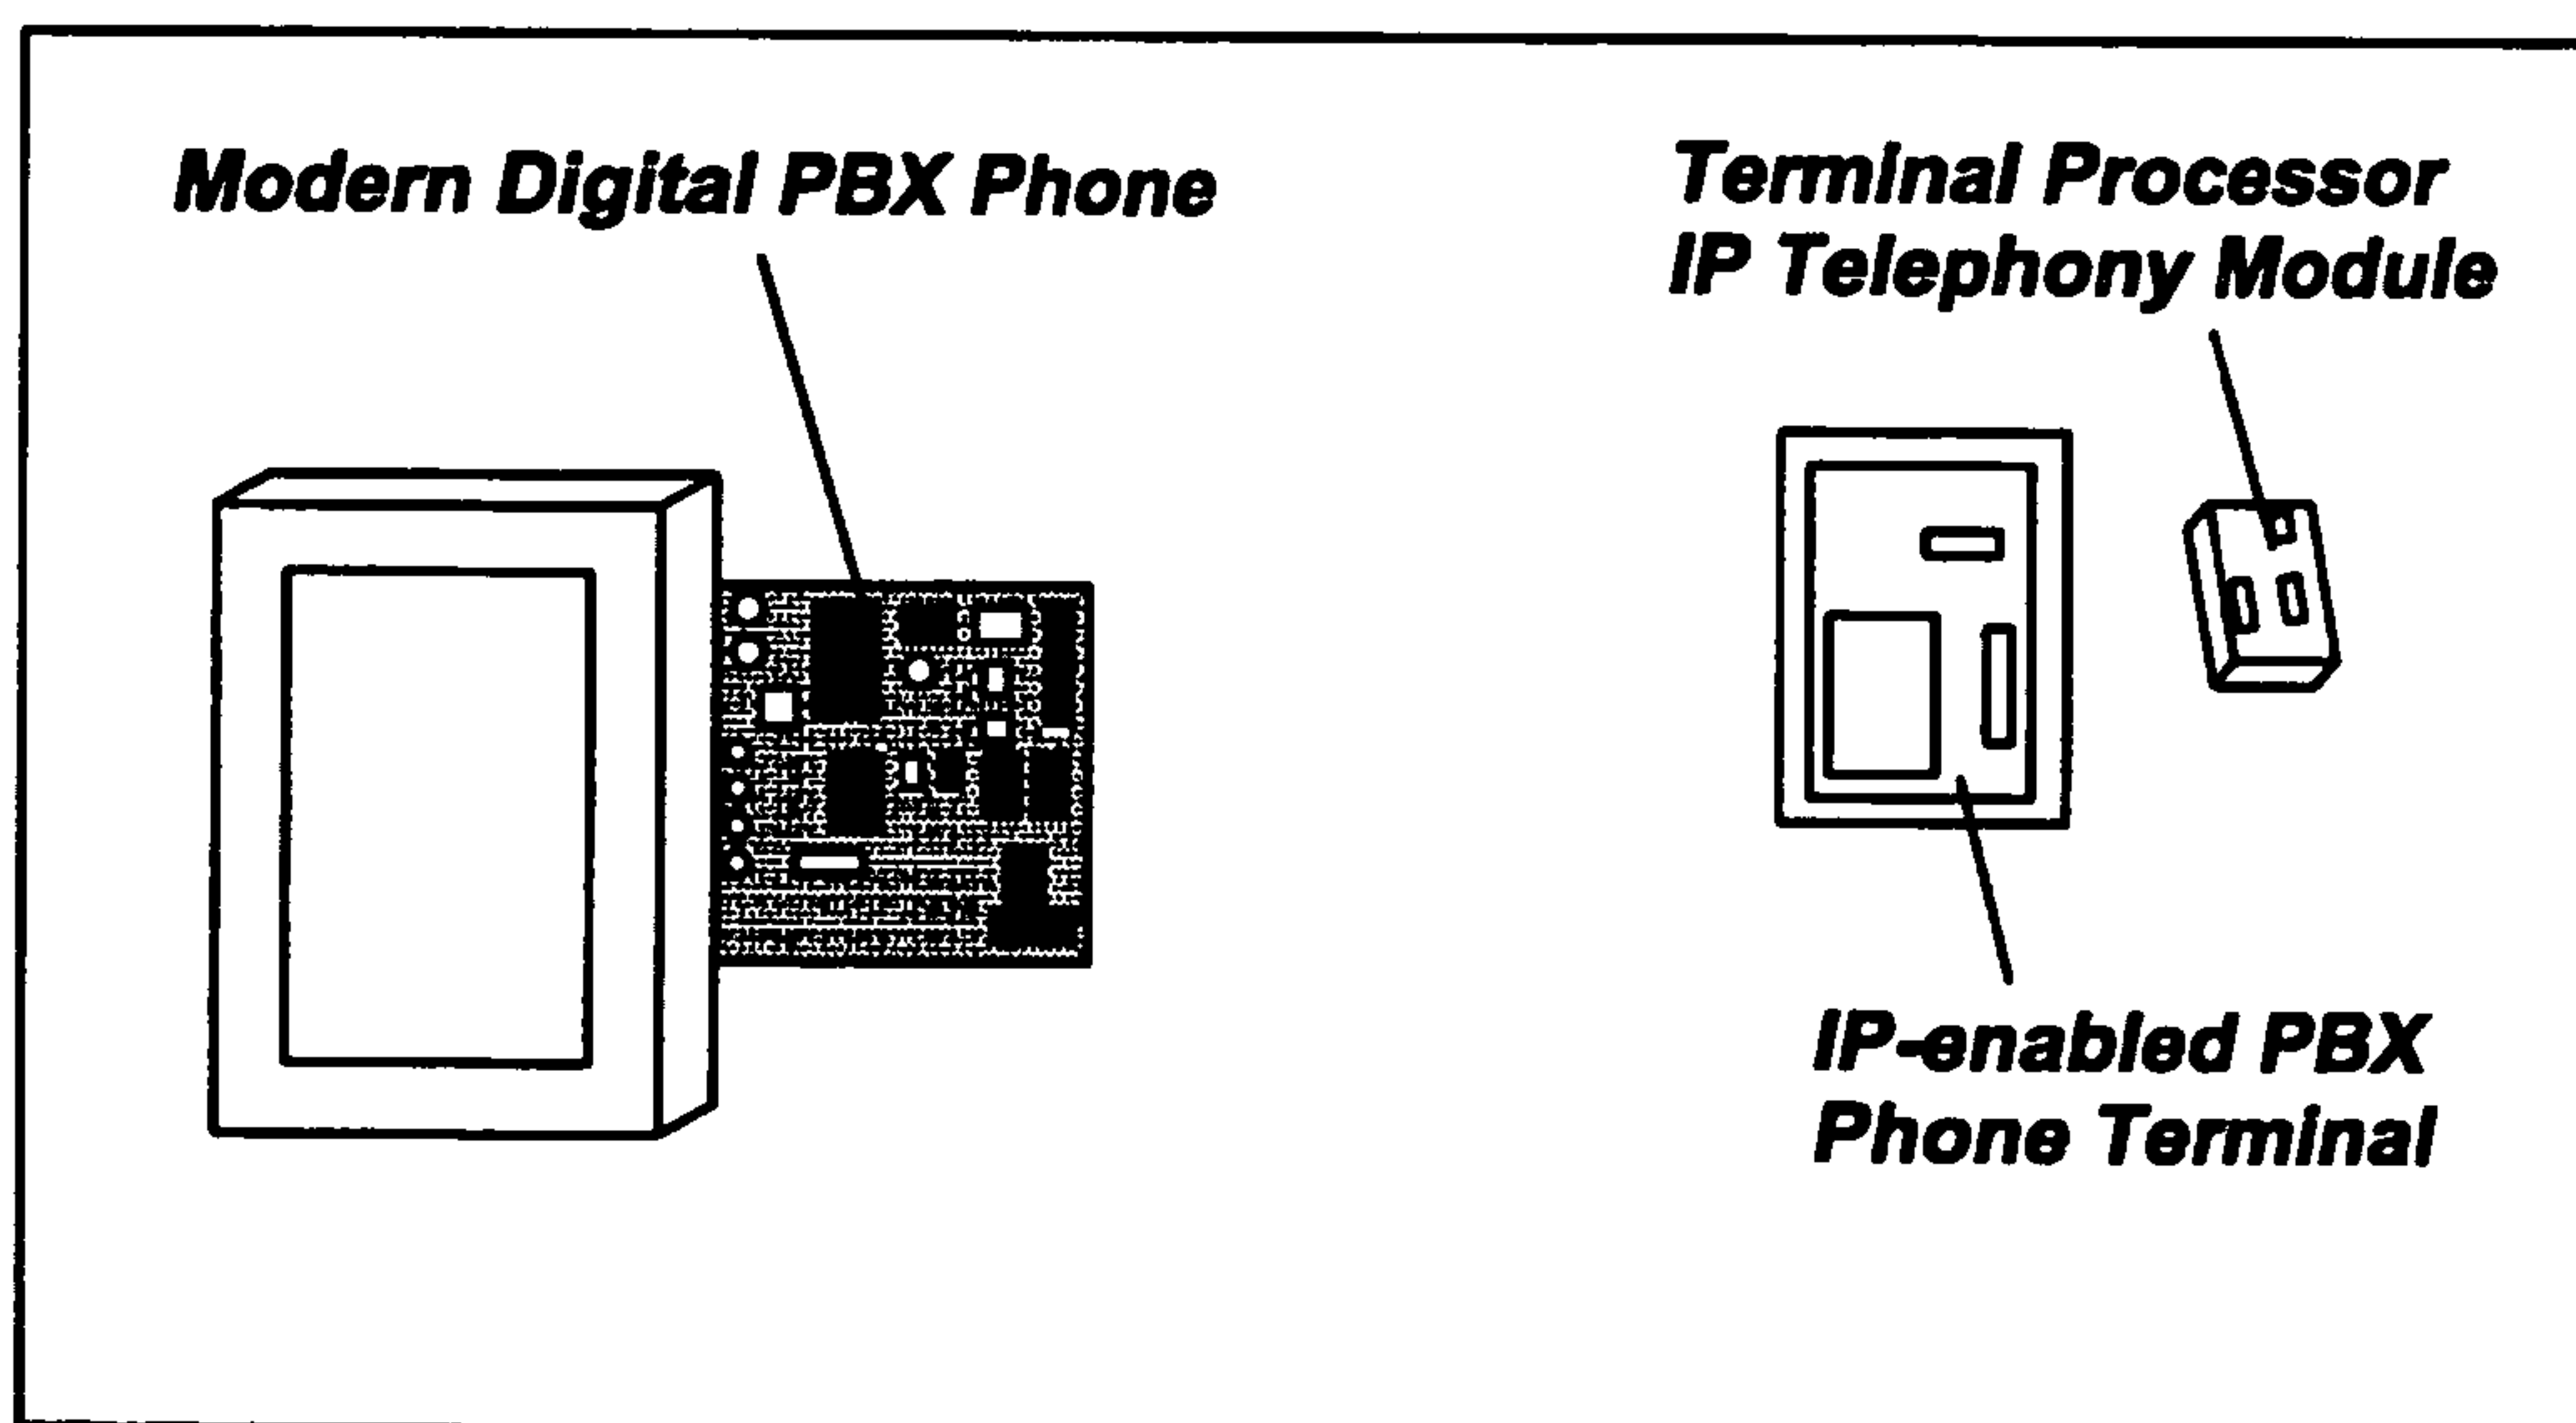 Modern Digital PBX Phone
Terminal Processor
IP Telephony Module
IP-enabled PBX
Phone Terminal